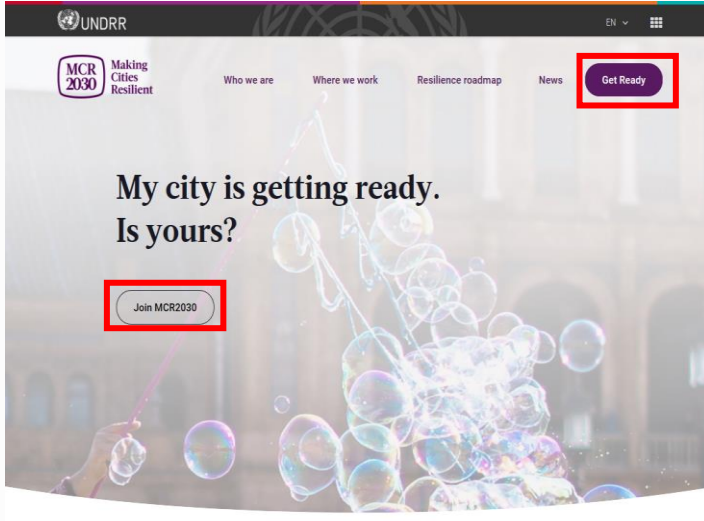 UNDRR
EN
MCR
2030
Making
Cities
Resilient
Who we are
Where we work
Resilience roadmap
News
Get Ready
My city is getting ready.
Is yours?
Join MCR2030